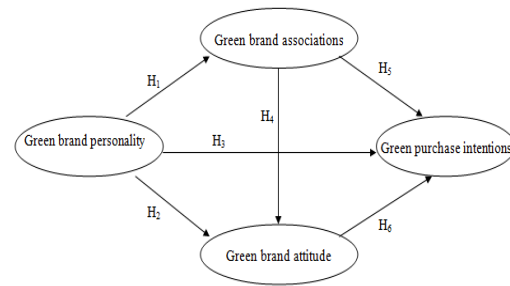 Green brand associations
H5
H1
H4
Green brand personality
H3
Green purchase intentions
H2
H6
Green brand attitude